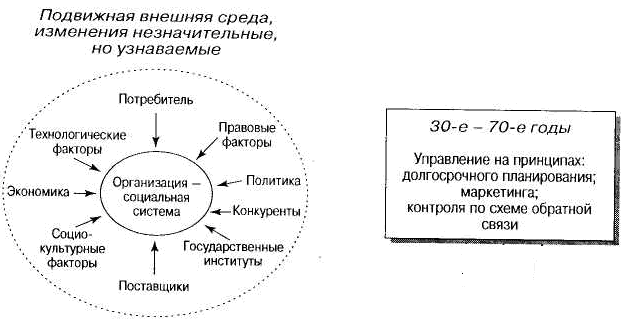 Подвижная внешняя среда,
изменения незначительные,
но узнаваемые
Потребитель
Технологические
факторы
Правовые
факторы
Экономика
Организация –
социальная
система
Политика
Конкуренты
Социо-
культурные
факторы
Государственные
институты
Поставщики
30-е – 70-е годы
Управление на принципах:
долгосрочного планирования;
маркетинга;
контроля по схеме обратной
связи